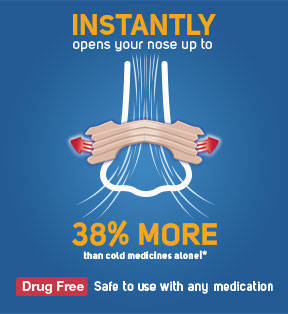 INSTANTLY
opens your nose up to
38% MORE
than cold medicines alone!*
Drug Free Safe to use with any medication